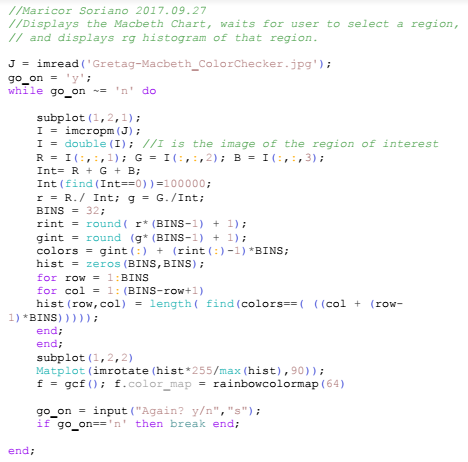 //Maricor Soriano 2017.09.27
//Displays the Macbeth Chart, waits for user to select a region,
// and displays rg histogram of that region.
J = imread('Gretag-Macbeth_ColorChecker.jpg');
go_on = 'y';
while go_on ~= 'n' do
subplot(1,2,1);
I = imcropm(J);
I = double(I); //I is the image of the region of interest
R = I(:,:,1); G = I(:,:,2); B = I(:,:,3);
Int= R + G + B;
Int(find(Int==0))=100000;
r = R./ Int; g = G./Int;
BINS = 32;
rint = round( r*(BINS-1) + 1);
gint = round (g*(BINS-1) + 1);
colors = gint(:) + (rint(:)-1)*BINS;
hist = zeros(BINS,BINS);
for row = 1:BINS
for col = 1:(BINS-row+1)
hist(row,col) = length( find(colors==( ((col + (row-
1)*BINS)))));
end;
end;
subplot(1,2,2)
Matplot(imrotate(hist*255/max(hist),90));
f = gcf(); f.color_map = rainbowcolormap(64)
go_on = input("Again? y/n","s");
if go_on=='n' then break end;
end;